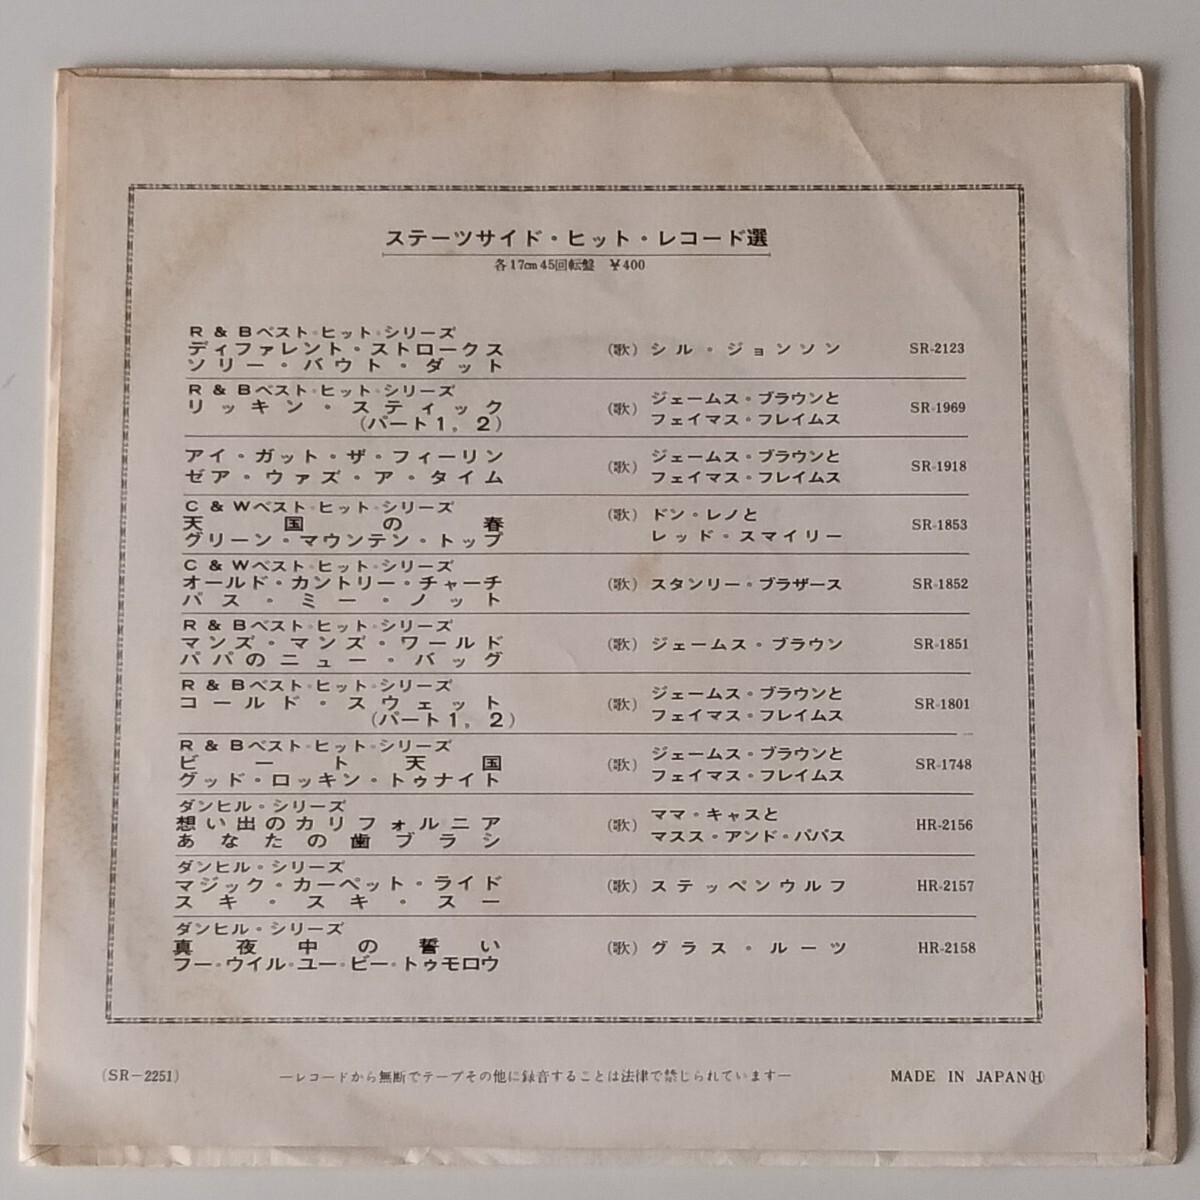 ステーツサイド・ヒット・レコード選
各17cm 45回転盤 ￥400
R & Bベスト・ヒット・シリーズ
ディファレント・ストロークス
ソリー・バウト・ダット
(歌) シル・ジョンソン SR-2123
R & Bベスト・ヒット・シリーズ
リッキン・スティック
(パート1, 2)
(歌) ジェームス・ブラウンと
フェイマス・フレイムス
SR-1969
アイ・ガット・ザ・フィーリン
ゼア・ウァズ・ア・タイム
(歌) ジェームス・ブラウンと
フェイマス・フレイムス
SR-1918
C & Wベスト・ヒット・シリーズ
天国の春
グリーン・マウンテン・トップ
(歌) ドン・レノと
レッド・スマイリー
SR-1853
C & Wベスト・ヒット・シリーズ
オールド・カントリー・チャーチ
パス・ミー・ノット
(歌) スタンリー・ブラザース SR-1852
R & Bベスト・ヒット・シリーズ
マンズ・マンズ・ワールド
パパのニュー・バッグ
(歌) ジェームス・ブラウン SR-1851
R & Bベスト・ヒット・シリーズ
コールド・スウェット
(パート1, 2)
(歌) ジェームス・ブラウンと
フェイマス・フレイムス
SR-1801
R & Bベスト・ヒット・シリーズ
ビート天国
グッド・ロッキン・トゥナイト
(歌) ジェームス・ブラウンと
フェイマス・フレイムス
SR-1748
ダンヒル・シリーズ
想い出のカリフォルニア
あなたの歯ブラシ
(歌) ママ・キャスと
マスス・アンド・パパス
HR-2156
ダンヒル・シリーズ
マジック・カーペット・ライド
スキ・スキ・スー
(歌) ステッペンウルフ HR-2157
ダンヒル・シリーズ
真夜中の誓い
フー・ウイル・ユー・ビー・トゥモロウ
(歌) グラス・ルーツ HR-2158
(SR-2251)
―レコードから無断でテープその他に録音することは法律で禁じられています―
MADE IN JAPAN Ⓗ